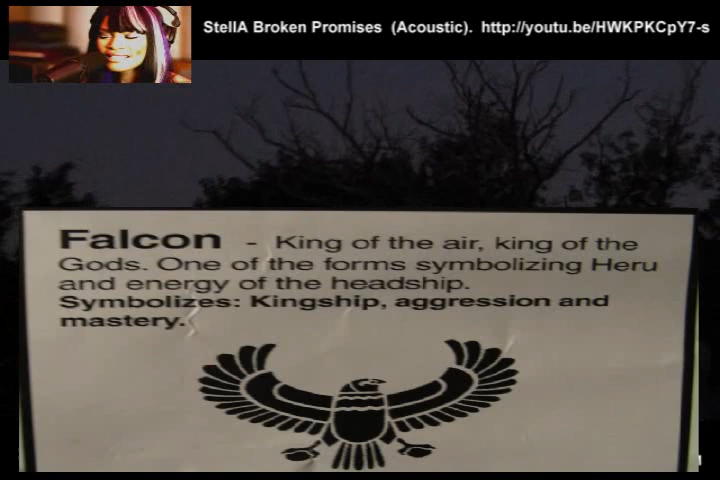 StellA Broken Promises (Acoustic). http://youtu.be/HWKPKCpY7-s
Falcon - King of the air, king of the
Gods. One of the forms symbolizing Heru
and energy of the headship.
Symbolizes: Kingship, aggression and
mastery.